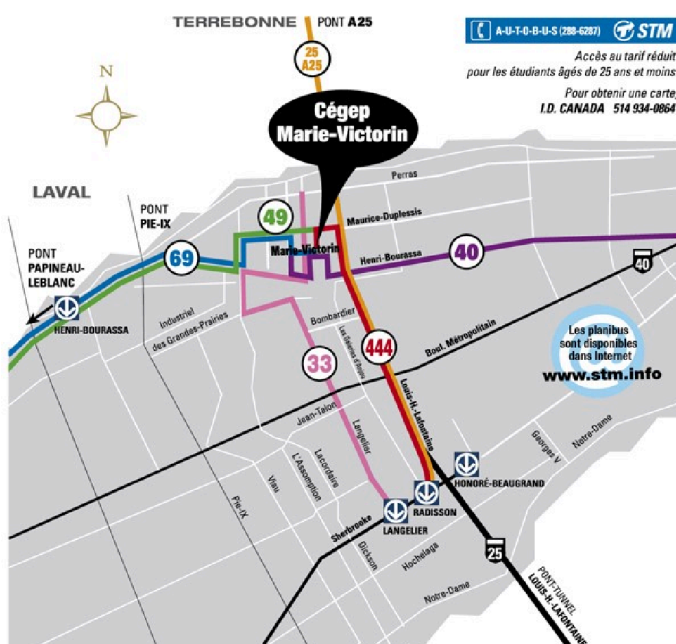 TERREBONNE
PONT A25
A-U-T-O-B-U-S (288-6287)
STM
25
A25
Accès au tarif réduit
pour les étudiants âgés de 25 ans et moins
Pour obtenir une carte,
I.D. CANADA 514 934-0864
N
Cégep
Marie-Victorin
LAVAL
PONT
PIE-IX
PONT
PAPINEAU-
LEBLANC
HENRI-BOURASSA
69
49
Marie-Victorin
Perras
Maurice-Duplessis
Henri-Bourassa
40
40
Industriel
des Grandes-Prairies
Bombardier
Les Galeries d'Anjou
33
444
Boul. Métropolitain
Les planibus
sont disponibles
dans Internet
www.stm.info
Jean-Talon
Langelier
Louis-H.-Lafontaine
Lacordaire
L'Assomption
Viau
Pie-IX
Georges V
Notre-Dame
HONORÉ-BEAUGRAND
RADISSON
LANGELIER
Sherbrooke
Dickson
Hochelaga
Notre-Dame
25
PONT-TUNNEL
LOUIS-H.-LAFONTAINE